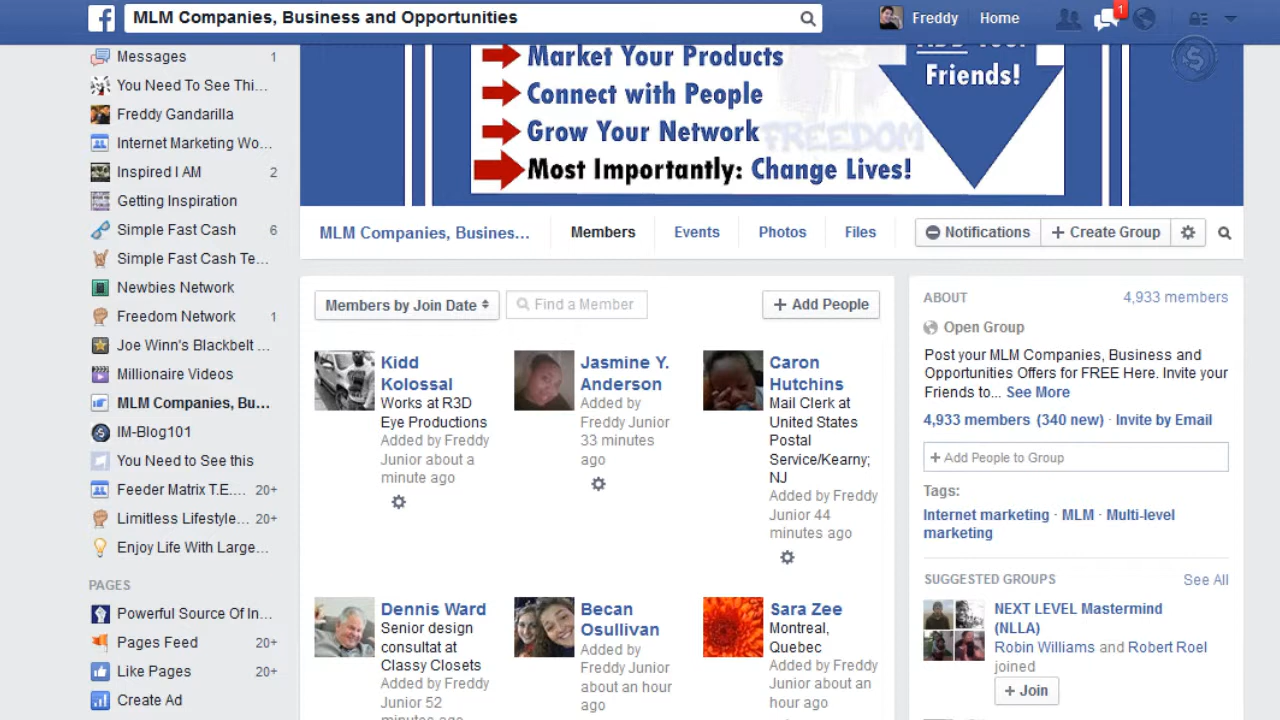 MLM Companies, Business and Opportunities
Freddy
Home
1
Messages 1
You Need To See Thi...
Freddy Gandarilla
Internet Marketing Wo...
Inspired I AM 2
Getting Inspiration
Simple Fast Cash 6
Simple Fast Cash Te...
Newbies Network
Freedom Network 1
Joe Winn's Blackbelt ...
Millionaire Videos
MLM Companies, Bu...
IM-Blog101
You Need to See this
Feeder Matrix T.E.... 20+
Limitless Lifestyle... 20+
Enjoy Life With Large...
PAGES
Powerful Source Of In...
Pages Feed 20+
Like Pages 20+
Create Ad
Market Your Products
Connect with People
Grow Your Network
FREEDOM
Most Importantly: Change Lives!
ADD Your
Friends!
$
MLM Companies, Busines...
Members
Events
Photos
Files
Notifications
+ Create Group
Members by Join Date
Find a Member
+ Add People
Kidd
Kolossal
Works at R3D
Eye Productions
Added by Freddy
Junior about a
minute ago
Jasmine Y.
Anderson
Added by
Freddy Junior
33 minutes
ago
Caron
Hutchins
Mail Clerk at
United States
Postal
Service/Kearny;
NJ
Added by Freddy
Junior 44
minutes ago
Dennis Ward
Senior design
consultat at
Classy Closets
Added by Freddy
Junior 52
minutes ago
Becan
Osullivan
Added by
Freddy Junior
about an hour
ago
Sara Zee
Montreal,
Quebec
Added by Freddy
Junior about an
hour ago
ABOUT
4,933 members
Open Group
Post your MLM Companies, Business and
Opportunities Offers for FREE Here. Invite your
Friends to... See More
4,933 members (340 new) · Invite by Email
+ Add People to Group
Tags:
Internet marketing · MLM · Multi-level
marketing
SUGGESTED GROUPS
See All
NEXT LEVEL Mastermind
(NLLA)
Robin Williams and Robert Roel
joined
+ Join